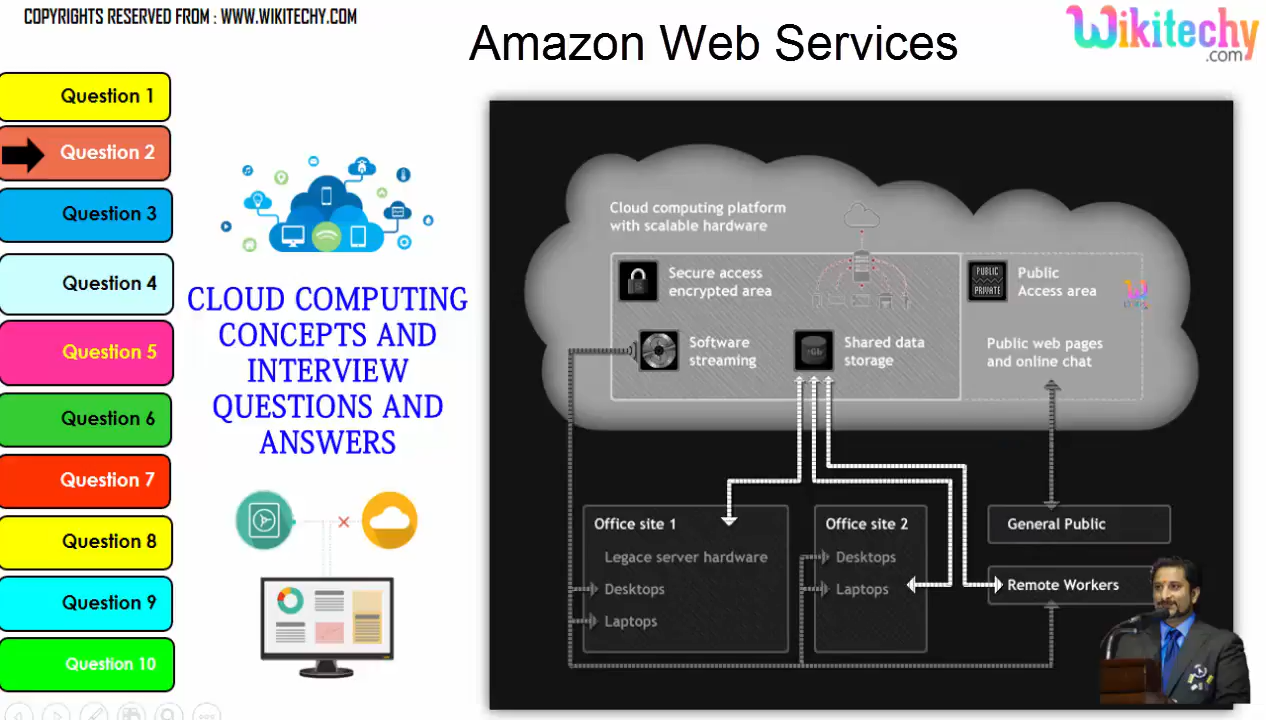 COPYRIGHTS RESERVED FROM : WWW.WIKITECHY.COM
Amazon Web Services
Wikitechy
.com
Question 1
Question 2
Question 3
Question 4
Question 5
Question 6
Question 7
Question 8
Question 9
Question 10
CLOUD COMPUTING
CONCEPTS AND
INTERVIEW
QUESTIONS AND
ANSWERS
Cloud computing platform
with scalable hardware
Secure access
encrypted area
PUBLIC
PRIVATE
Public
Access area
Software
streaming
Shared data
storage
Public web pages
and online chat
Office site 1
Legace server hardware
Desktops
Laptops
Office site 2
Desktops
Laptops
General Public
Remote Workers